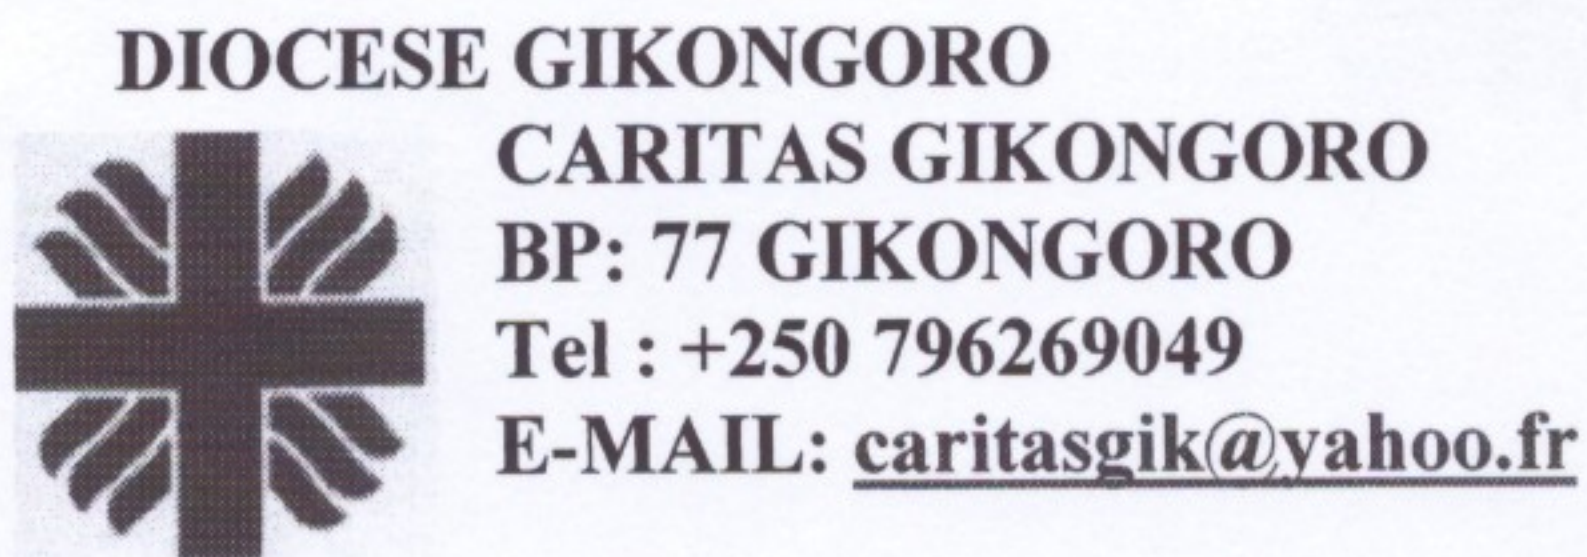 DIOCESE GIKONGORO
CARITAS GIKONGORO
BP: 77 GIKONGORO
Tel : +250 796269049
E-MAIL: caritasgik@yahoo.fr